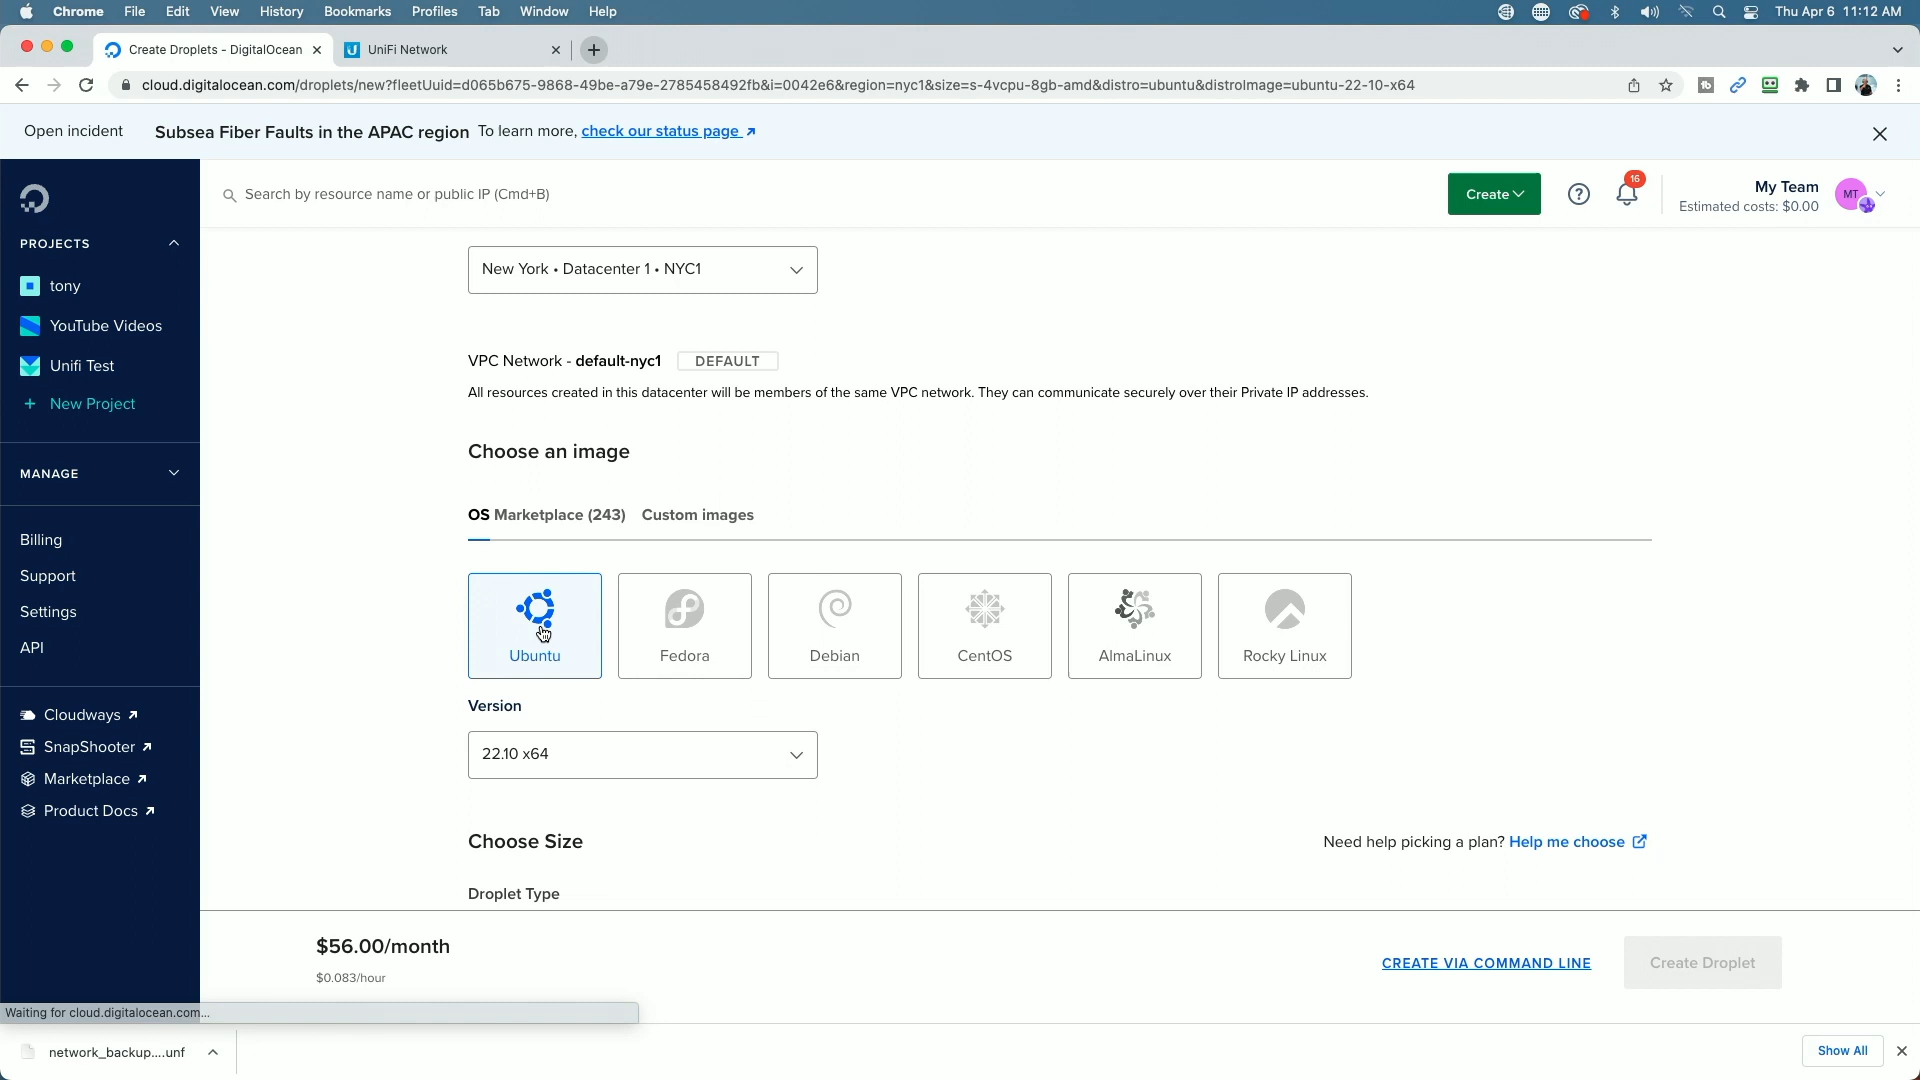 Chrome File Edit View History Bookmarks Profiles Tab Window Help
Thu Apr 6 11:12 AM
Create Droplets - DigitalOcean
UniFi Network
cloud.digitalocean.com/droplets/new?fleetUuid=d065b675-9868-49be-a79e-2785458492fb&i=0042e6&region=nyc1&size=s-4vcpu-8gb-amd&distro=ubuntu&distroImage=ubuntu-22-10-x64
Open incident Subsea Fiber Faults in the APAC region To learn more, check our status page
Search by resource name or public IP (Cmd+B)
Create
16
My Team
Estimated costs: $0.00
MT
PROJECTS
tony
YouTube Videos
Unifi Test
+ New Project
MANAGE
Billing
Support
Settings
API
Cloudways
SnapShooter
Marketplace
Product Docs
New York • Datacenter 1 • NYC1
VPC Network - default-nyc1 DEFAULT
All resources created in this datacenter will be members of the same VPC network. They can communicate securely over their Private IP addresses.
Choose an image
OS Marketplace (243) Custom images
Ubuntu
Fedora
Debian
CentOS
AlmaLinux
Rocky Linux
Version
22.10 x64
Choose Size
Need help picking a plan? Help me choose
Droplet Type
$56.00/month
$0.083/hour
CREATE VIA COMMAND LINE
Create Droplet
Waiting for cloud.digitalocean.com...
network_backup....unf
Show All